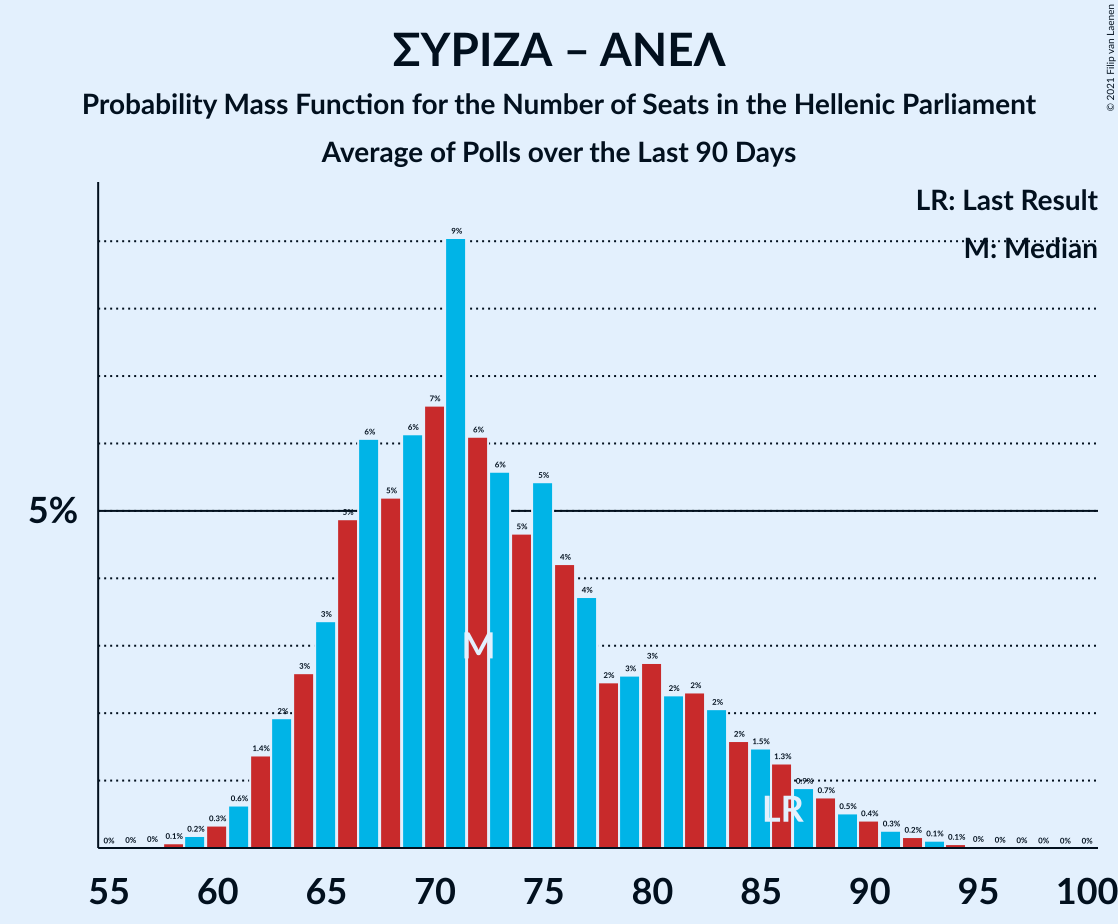 ΣΥΡΙΖΑ – ΑΝΕΛ
Probability Mass Function for the Number of Seats in the Hellenic Parliament
Average of Polls over the Last 90 Days
© 2021 Filip van Laenen
LR: Last Result
M: Median
5%
0% 0% 0% 0.1% 0.2% 0.3% 0.6% 1.4% 2% 3% 3% 5% 6% 5% 6% 7% 9% 6% 6% 5% 5% 4% 4% 2% 3% 3% 2% 2% 2% 2% 1.5% 1.3% 0.9% 0.7% 0.5% 0.4% 0.3% 0.2% 0.1% 0.1% 0% 0% 0% 0% 0% 0%
M
LR
55 60 65 70 75 80 85 90 95 100